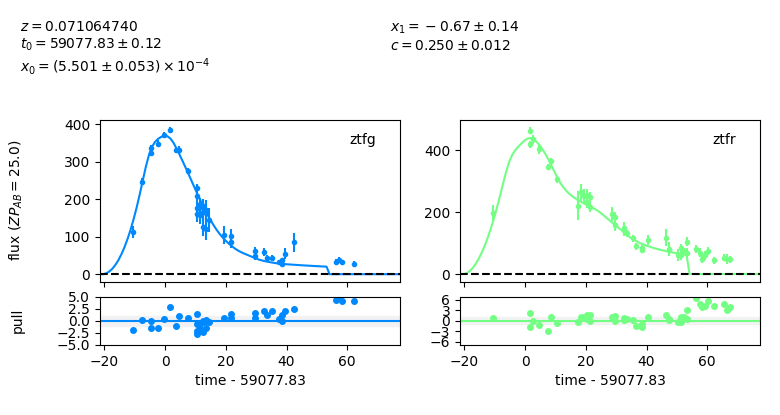 z = 0.071064740
t0 = 59077.83 ± 0.12
x0 = (5.501 ± 0.053) × 10^−4
x1 = −0.67 ± 0.14
c = 0.250 ± 0.012
flux (ZP_AB = 25.0)
400
300
200
100
0
ztfg
400
200
0
ztfr
pull
5.0
2.5
0.0
−2.5
−5.0
−20 0 20 40 60
time - 59077.83
6
3
0
−3
−6
−20 0 20 40 60
time - 59077.83